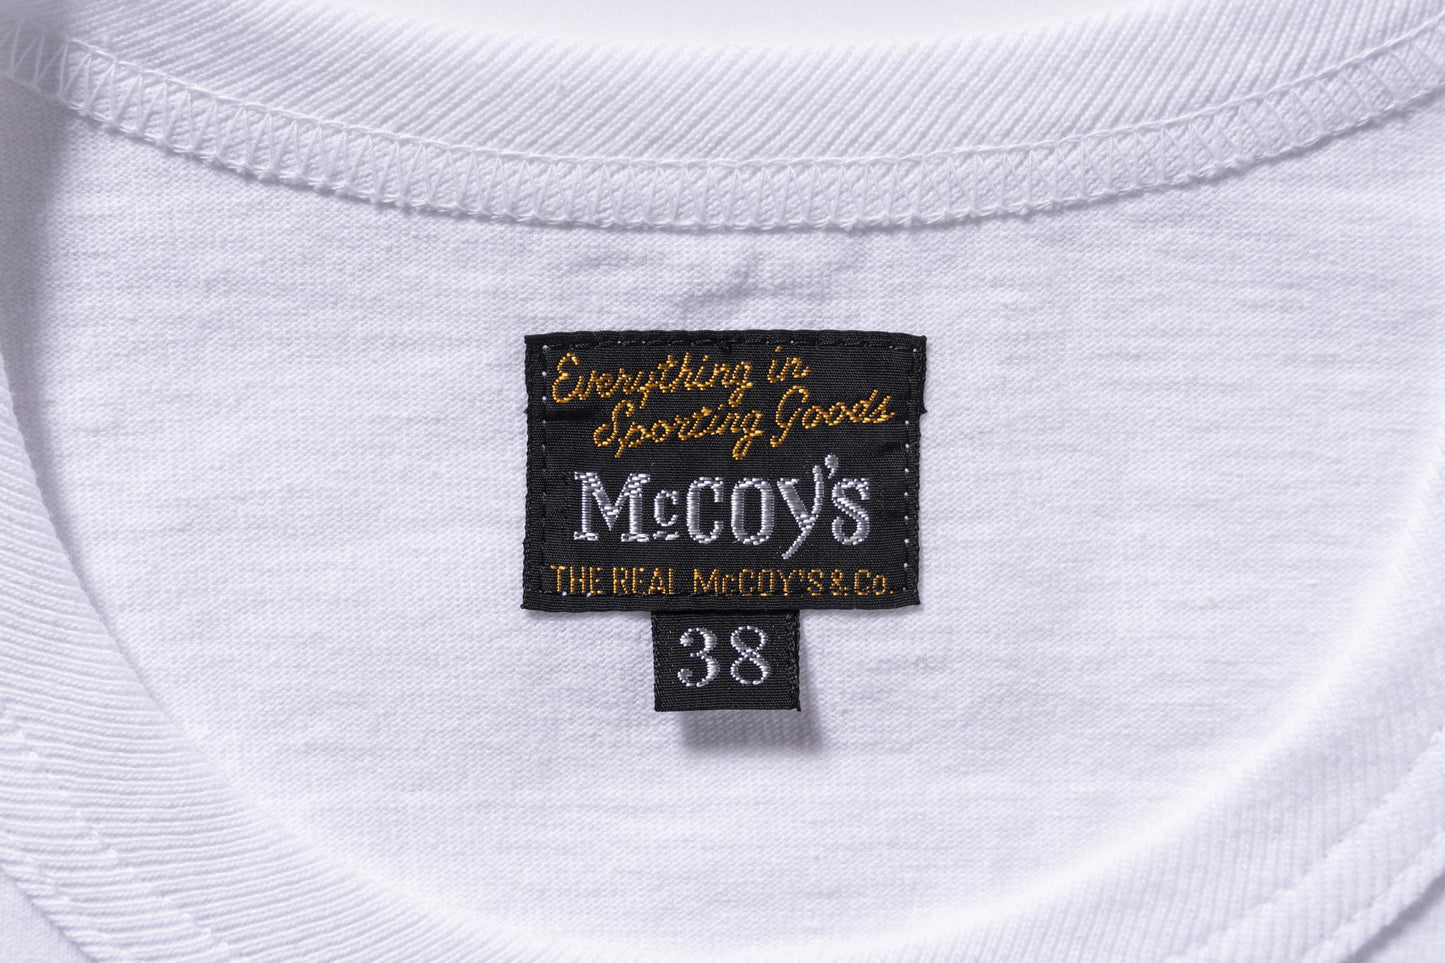 Everything in
Sporting Goods
McCOY'S
THE REAL McCOY'S & Co.
38